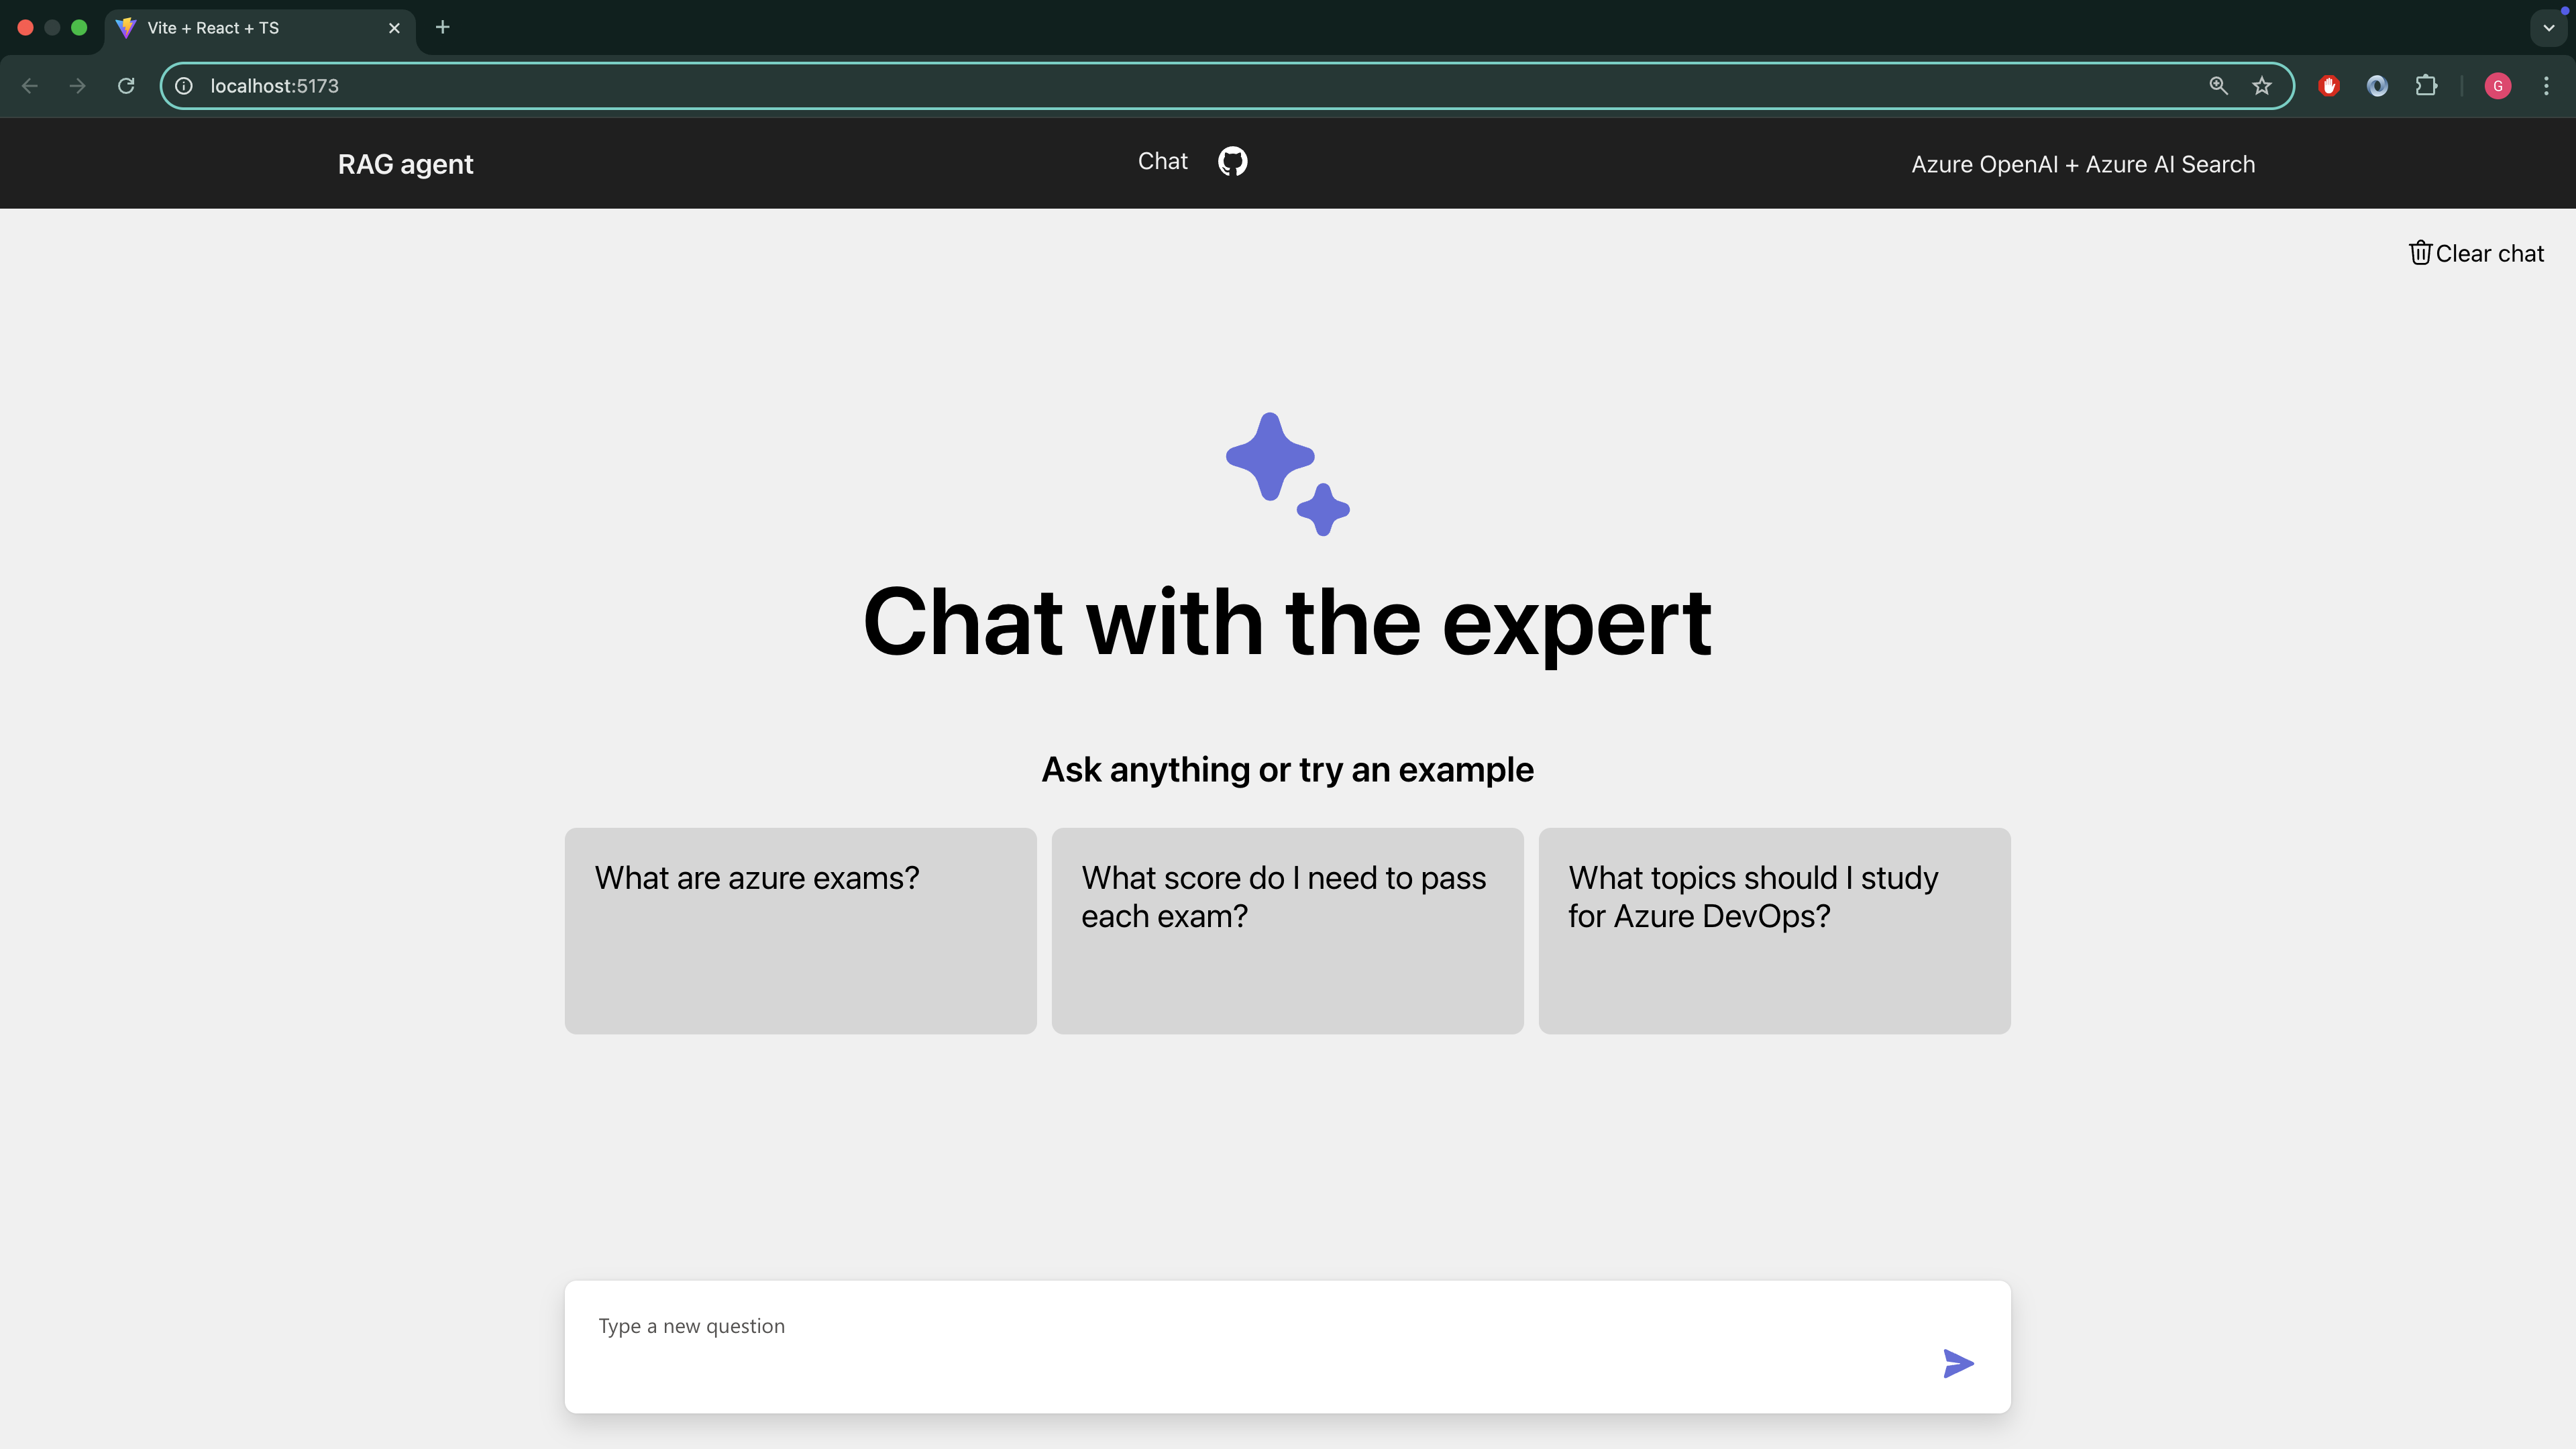 Vite + React + TS
localhost:5173
G
RAG agent
Chat
Azure OpenAI + Azure AI Search
Clear chat
Chat with the expert
Ask anything or try an example
What are azure exams?
What score do I need to pass
each exam?
What topics should I study
for Azure DevOps?
Type a new question